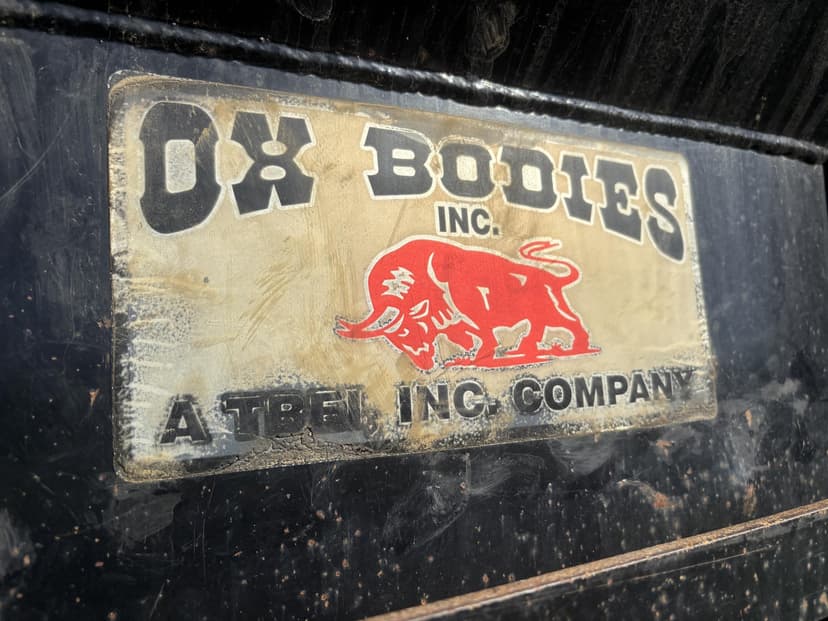 OX BODIES
INC.
A TBEI, INC. COMPANY